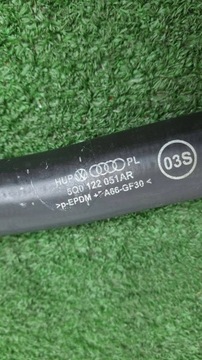 HUP PL
5Q0 122 051AR
>p-EPDM + A66-GF30<
03S